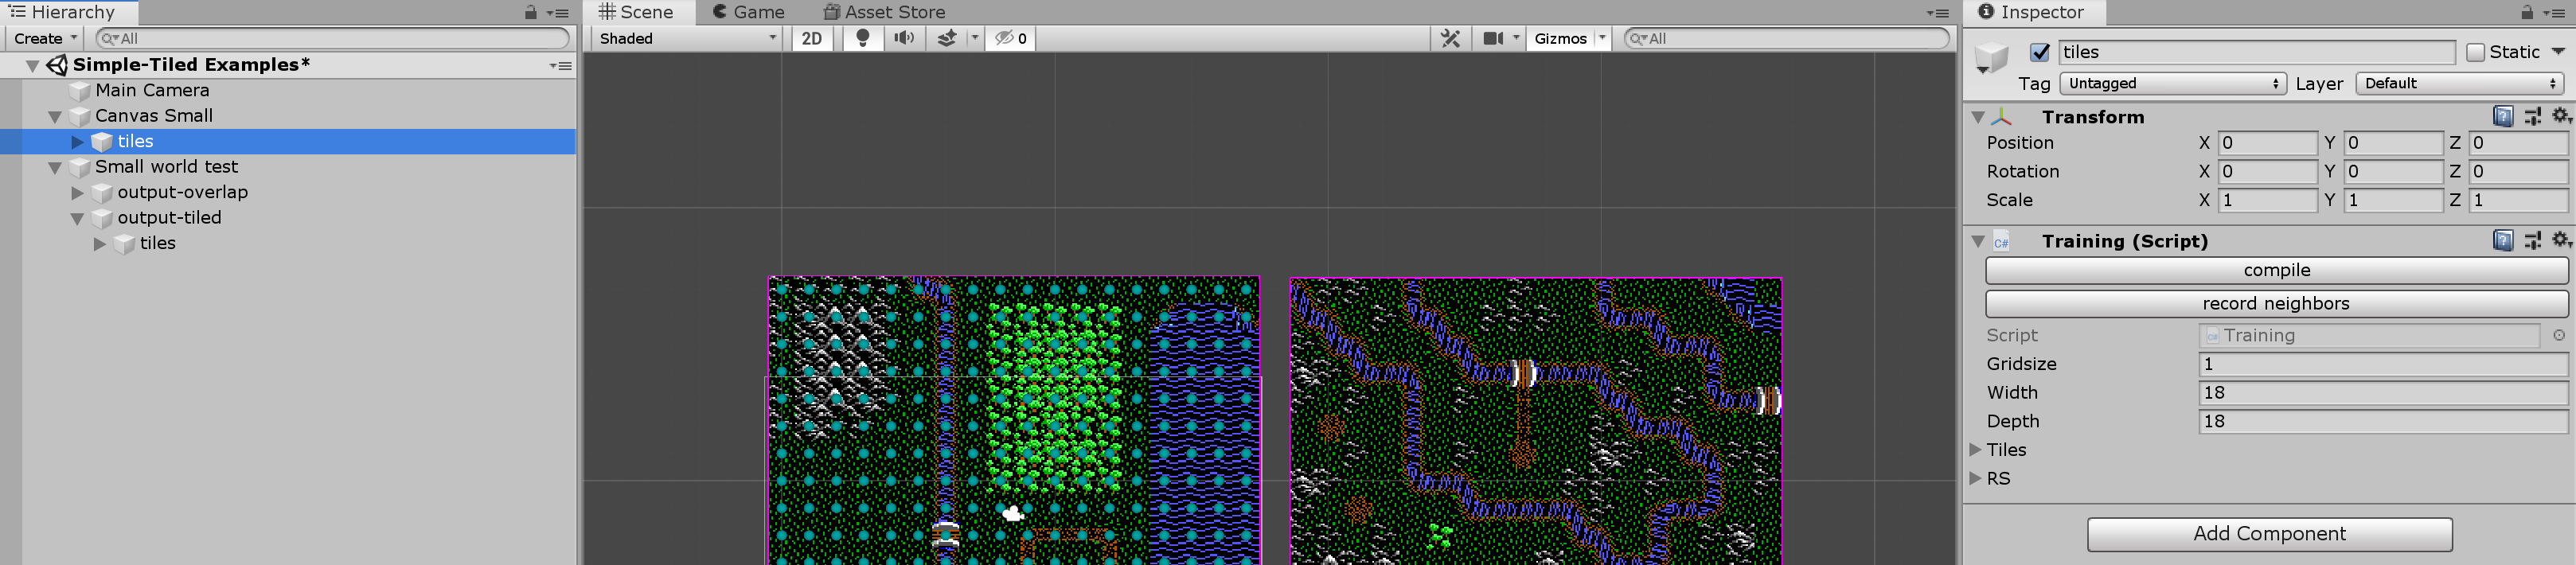 Hierarchy
Create
All
Simple-Tiled Examples*
Main Camera
Canvas Small
tiles
Small world test
output-overlap
output-tiled
tiles
Scene Game Asset Store
Shaded 2D 0 Gizmos All
Inspector
tiles Static
Tag Untagged Layer Default
Transform
Position X 0 Y 0 Z 0
Rotation X 0 Y 0 Z 0
Scale X 1 Y 1 Z 1
C# Training (Script)
compile
record neighbors
Script Training
Gridsize 1
Width 18
Depth 18
Tiles
RS
Add Component